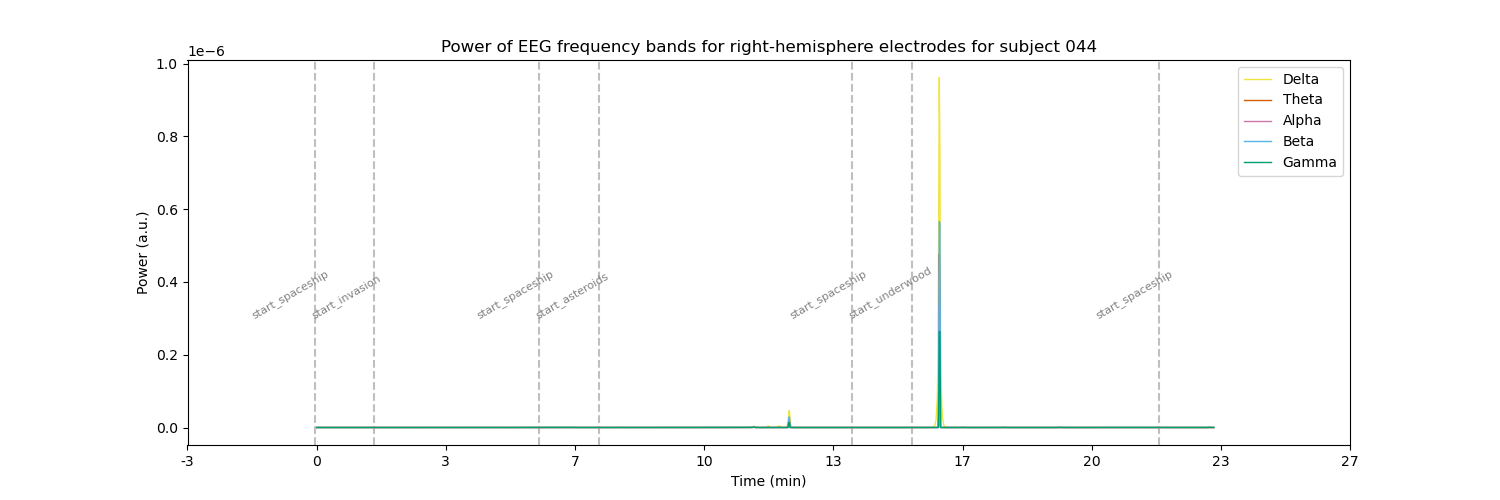 Power of EEG frequency bands for right-hemisphere electrodes for subject 044
1e−6
1.0
0.8
0.6
0.4
0.2
0.0
Power (a.u.)
start_spaceship
start_invasion
start_spaceship
start_asteroids
start_spaceship
start_underwood
start_spaceship
Delta
Theta
Alpha
Beta
Gamma
-3
0
3
7
10
13
17
20
23
27
Time (min)